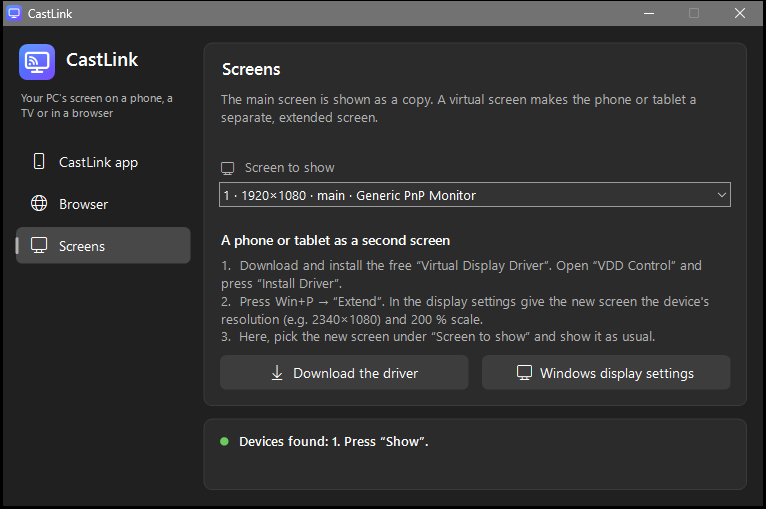 CastLink
CastLink
Your PC's screen on a phone, a
TV or in a browser
CastLink app
Browser
Screens
Screens
The main screen is shown as a copy. A virtual screen makes the phone or tablet a
separate, extended screen.
Screen to show
1 · 1920×1080 · main · Generic PnP Monitor
A phone or tablet as a second screen
1. Download and install the free “Virtual Display Driver”. Open “VDD Control” and
press “Install Driver”.
2. Press Win+P → “Extend”. In the display settings give the new screen the device's
resolution (e.g. 2340×1080) and 200 % scale.
3. Here, pick the new screen under “Screen to show” and show it as usual.
Download the driver
Windows display settings
Devices found: 1. Press “Show”.